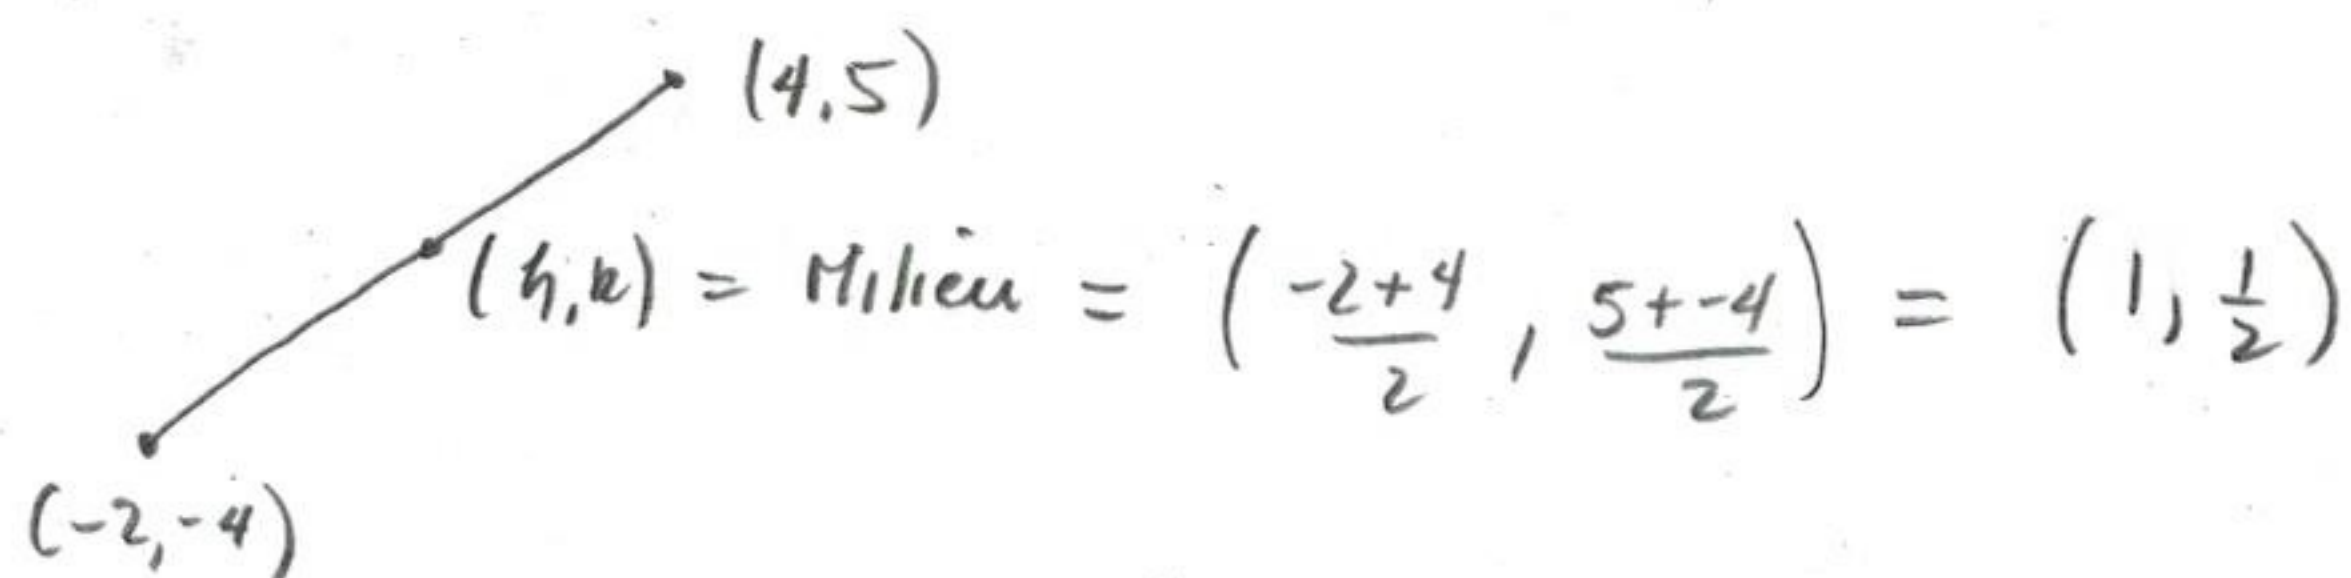 (4,5)
(h,k) = Milieu = ( -2+4 / 2 , 5+-4 / 2 ) = (1, 1/2)
(-2,-4)